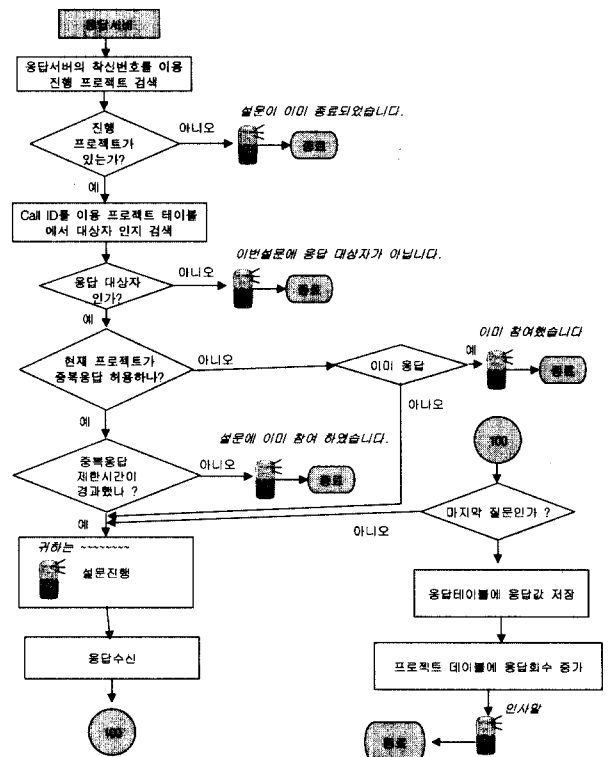 응답서버
응답서버의 착신번호를 이용
진행 프로젝트 검색
설문이 이미 종료되었습니다.
진행
프로젝트가
있는가?
아니오
종료
예
Call ID를 이용 프로젝트 테이블
에서 대상자 인지 검색
이번설문에 응답 대상자가 아닙니다.
응답 대상자
인가?
아니오
종료
예
현재 프로젝트가
중복응답 허용하나?
아니오
이미 응답
예
이미 참여했습니다
종료
아나오
예
중복응답
제한시간이
경과했나 ?
아니오
설문에 이미 참여 하였습니다.
종료
예
100
마지막 질문인가 ?
아니오
귀하는 ~~~~~~~~
설문진행
응답수신
100
응답테이블에 응답값 저장
프로젝트 데이블에 응답회수 증가
인사말
종료